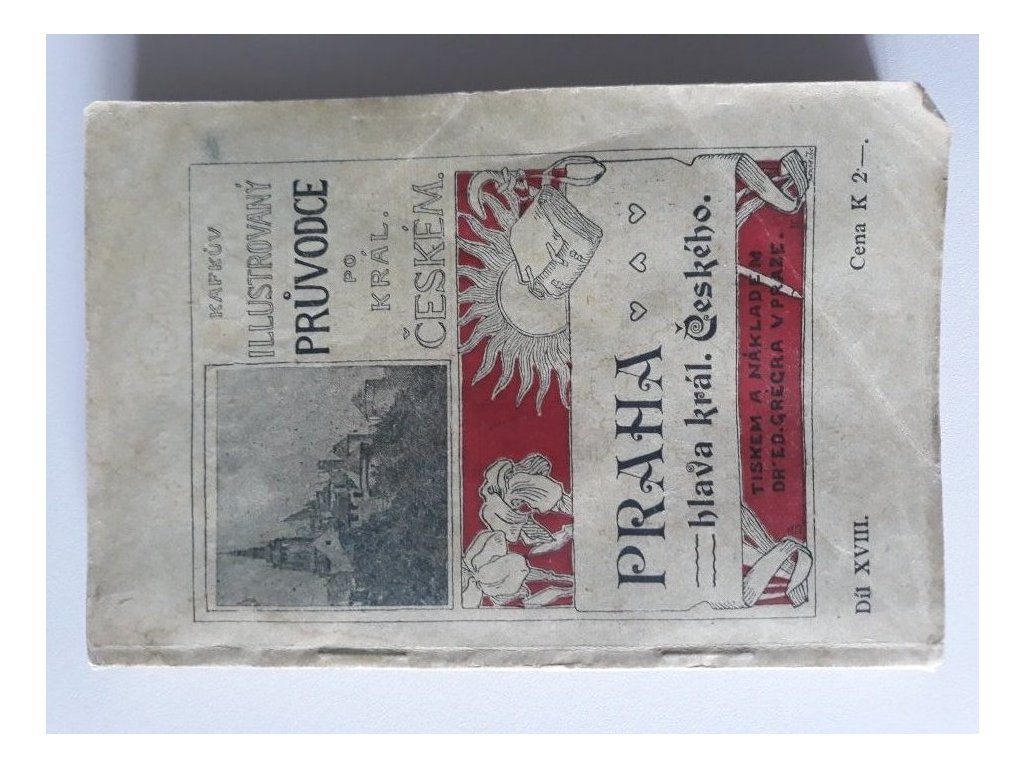 KAFKŮV
ILLUSTROVANÝ
PRŮVODCE
PO
KRÁL.
ČESKÉM.
PRAHA
hlava král. Českého.
TISKEM A NÁKLADEM
DRA ED. GRÉGRA V PRAZE.
Díl XVIII.
Cena K 2·—.